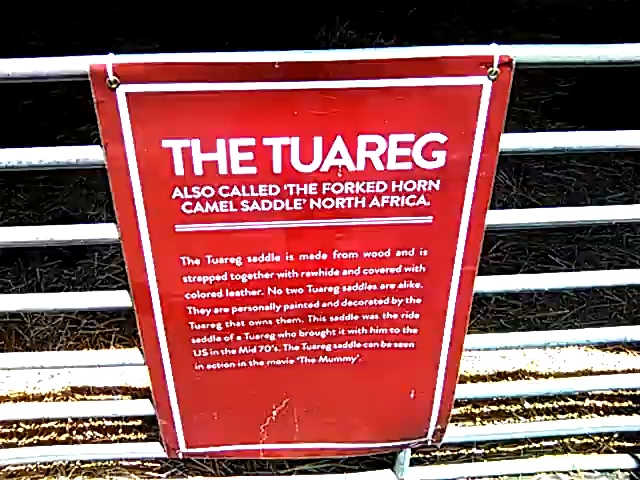 THE TUAREG
ALSO CALLED 'THE FORKED HORN
CAMEL SADDLE' NORTH AFRICA.
The Tuareg saddle is made from wood and is
strapped together with rawhide and covered with
colored leather. No two Tuareg saddles are alike.
They are personally painted and decorated by the
Tuareg that owns them. This saddle was the ride
saddle of a Tuareg who brought it with him to the
US in the Mid 70's. The Tuareg saddle can be seen
in action in the movie 'The Mummy'.